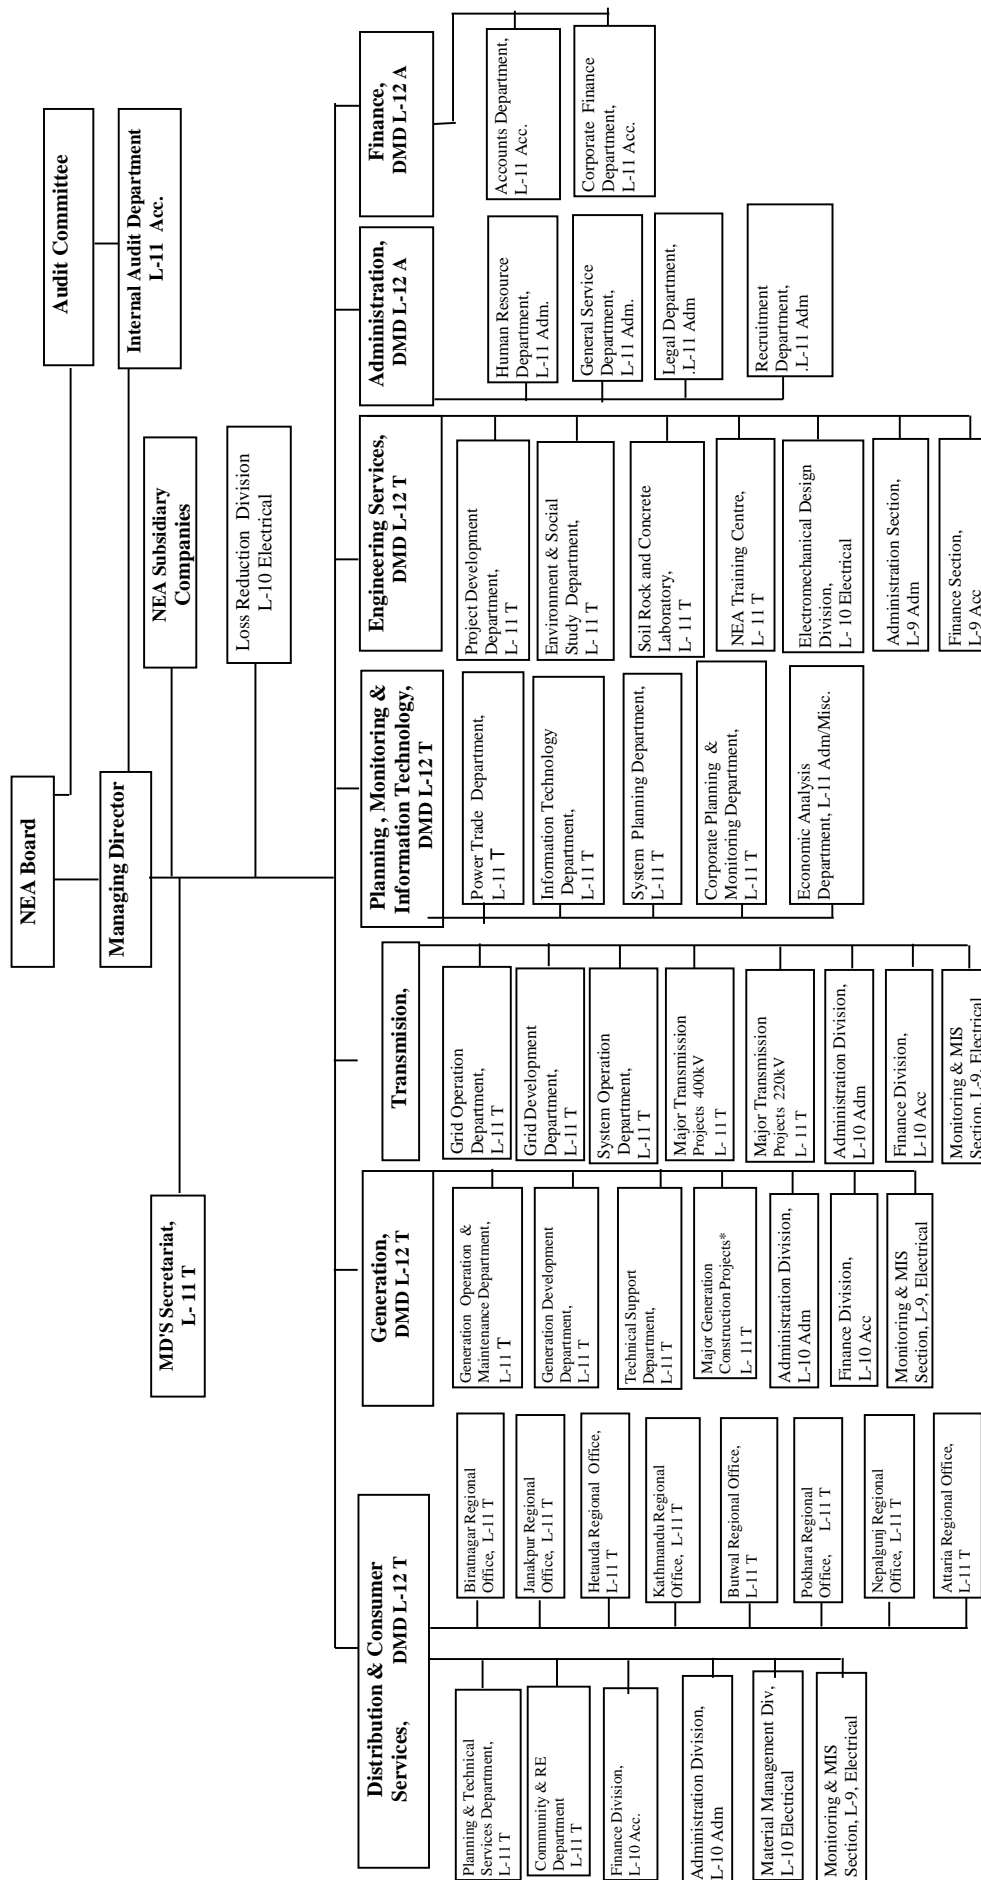 NEA Board
Audit Committee
Managing Director
Internal Audit Department
L-11 Acc.
MD'S Secretariat,
L- 11 T
NEA Subsidiary
Companies
Loss Reduction Division
L-10 Electrical
Distribution & Consumer
Services, DMD L-12 T
Planning & Technical
Services Department,
L-11 T
Community & RE
Department
L-11 T
Finance Division,
L-10 Acc.
Administration Division,
L-10 Adm
Material Management Div,
L-10 Electrical
Monitoring & MIS
Section, L-9, Electrical
Biratnagar Regional
Office, L-11 T
Janakpur Regional
Office, L-11 T
Hetauda Regional Office,
L-11 T
Kathmandu Regional
Office, L-11 T
Butwal Regional Office,
L-11 T
Pokhara Regional
Office, L-11 T
Nepalgunj Regional
Office, L-11 T
Attaria Regional Office,
L-11 T
Generation,
DMD L-12 T
Generation Operation &
Maintenance Department,
L-11 T
Generation Development
Department,
L-11 T
Technical Support
Department,
L-11 T
Major Generation
Construction Projects*
L- 11 T
Administration Division,
L-10 Adm
Finance Division,
L-10 Acc
Monitoring & MIS
Section, L-9, Electrical
Transmision,
Grid Operation
Department,
L-11 T
Grid Development
Department,
L-11 T
System Operation
Department,
L-11 T
Major Transmission
Projects 400kV
L- 11 T
Major Transmission
Projects 220kV
L- 11 T
Administration Division,
L-10 Adm
Finance Division,
L-10 Acc
Monitoring & MIS
Section, L-9, Electrical
Planning , Monitoring &
Information Technology,
DMD L-12 T
Power Trade Department,
L-11 T
Information Technology
Department,
L-11 T
System Planning Department,
L-11 T
Corporate Planning &
Monitoring Department,
L-11 T
Economic Analysis
Department, L-11 Adm/Misc.
Engineering Services,
DMD L-12 T
Project Development
Department,
L- 11 T
Environment & Social
Study Department,
L- 11 T
Soil Rock and Concrete
Laboratory,
L- 11 T
NEA Training Centre,
L- 11 T
Electromechanical Design
Division,
L- 10 Electrical
Administration Section,
L-9 Adm
Finance Section,
L-9 Acc
Administration,
DMD L-12 A
Human Resource
Department,
L-11 Adm.
General Service
Department,
L-11 Adm.
Legal Department,
.L-11 Adm
Recruitment
Department,
.L-11 Adm
Finance,
DMD L-12 A
Accounts Department,
L-11 Acc.
Corporate Finance
Department,
L-11 Acc.